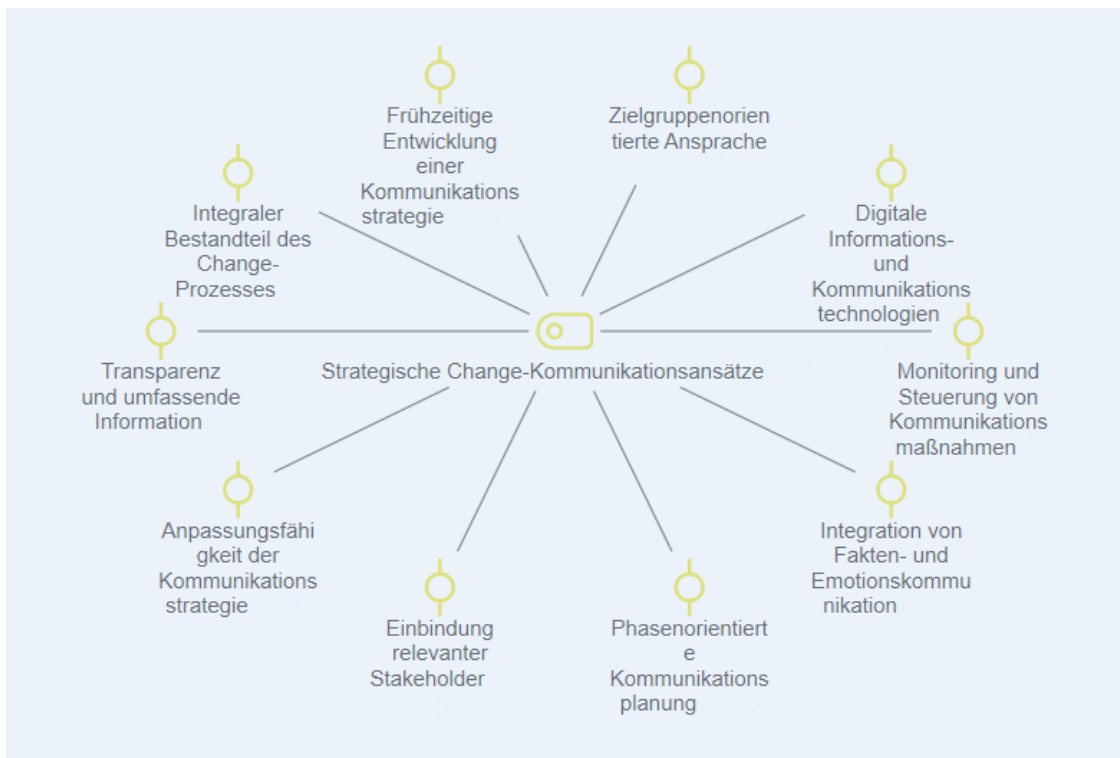 Frühzeitige
Entwicklung
einer
Kommunikations
strategie
Zielgruppenorien
tierte Ansprache
Integraler
Bestandteil des
Change-
Prozesses
Digitale
Informations-
und
Kommunikations
technologien
Transparenz
und umfassende
Information
Strategische Change-Kommunikationsansätze
Monitoring und
Steuerung von
Kommunikations
maßnahmen
Anpassungsfähi
gkeit der
Kommunikations
strategie
Integration von
Fakten- und
Emotionskommu
nikation
Einbindung
relevanter
Stakeholder
Phasenorientiert
e
Kommunikations
planung